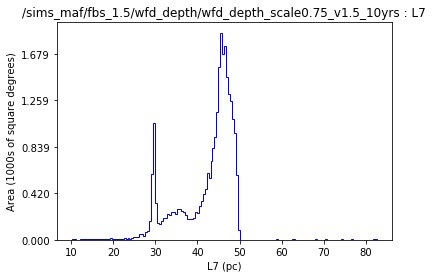 /sims_maf/fbs_1.5/wfd_depth/wfd_depth_scale0.75_v1.5_10yrs : L7
1.679
1.259
0.839
0.420
0.000
Area (1000s of square degrees)
10 20 30 40 50 60 70 80
L7 (pc)